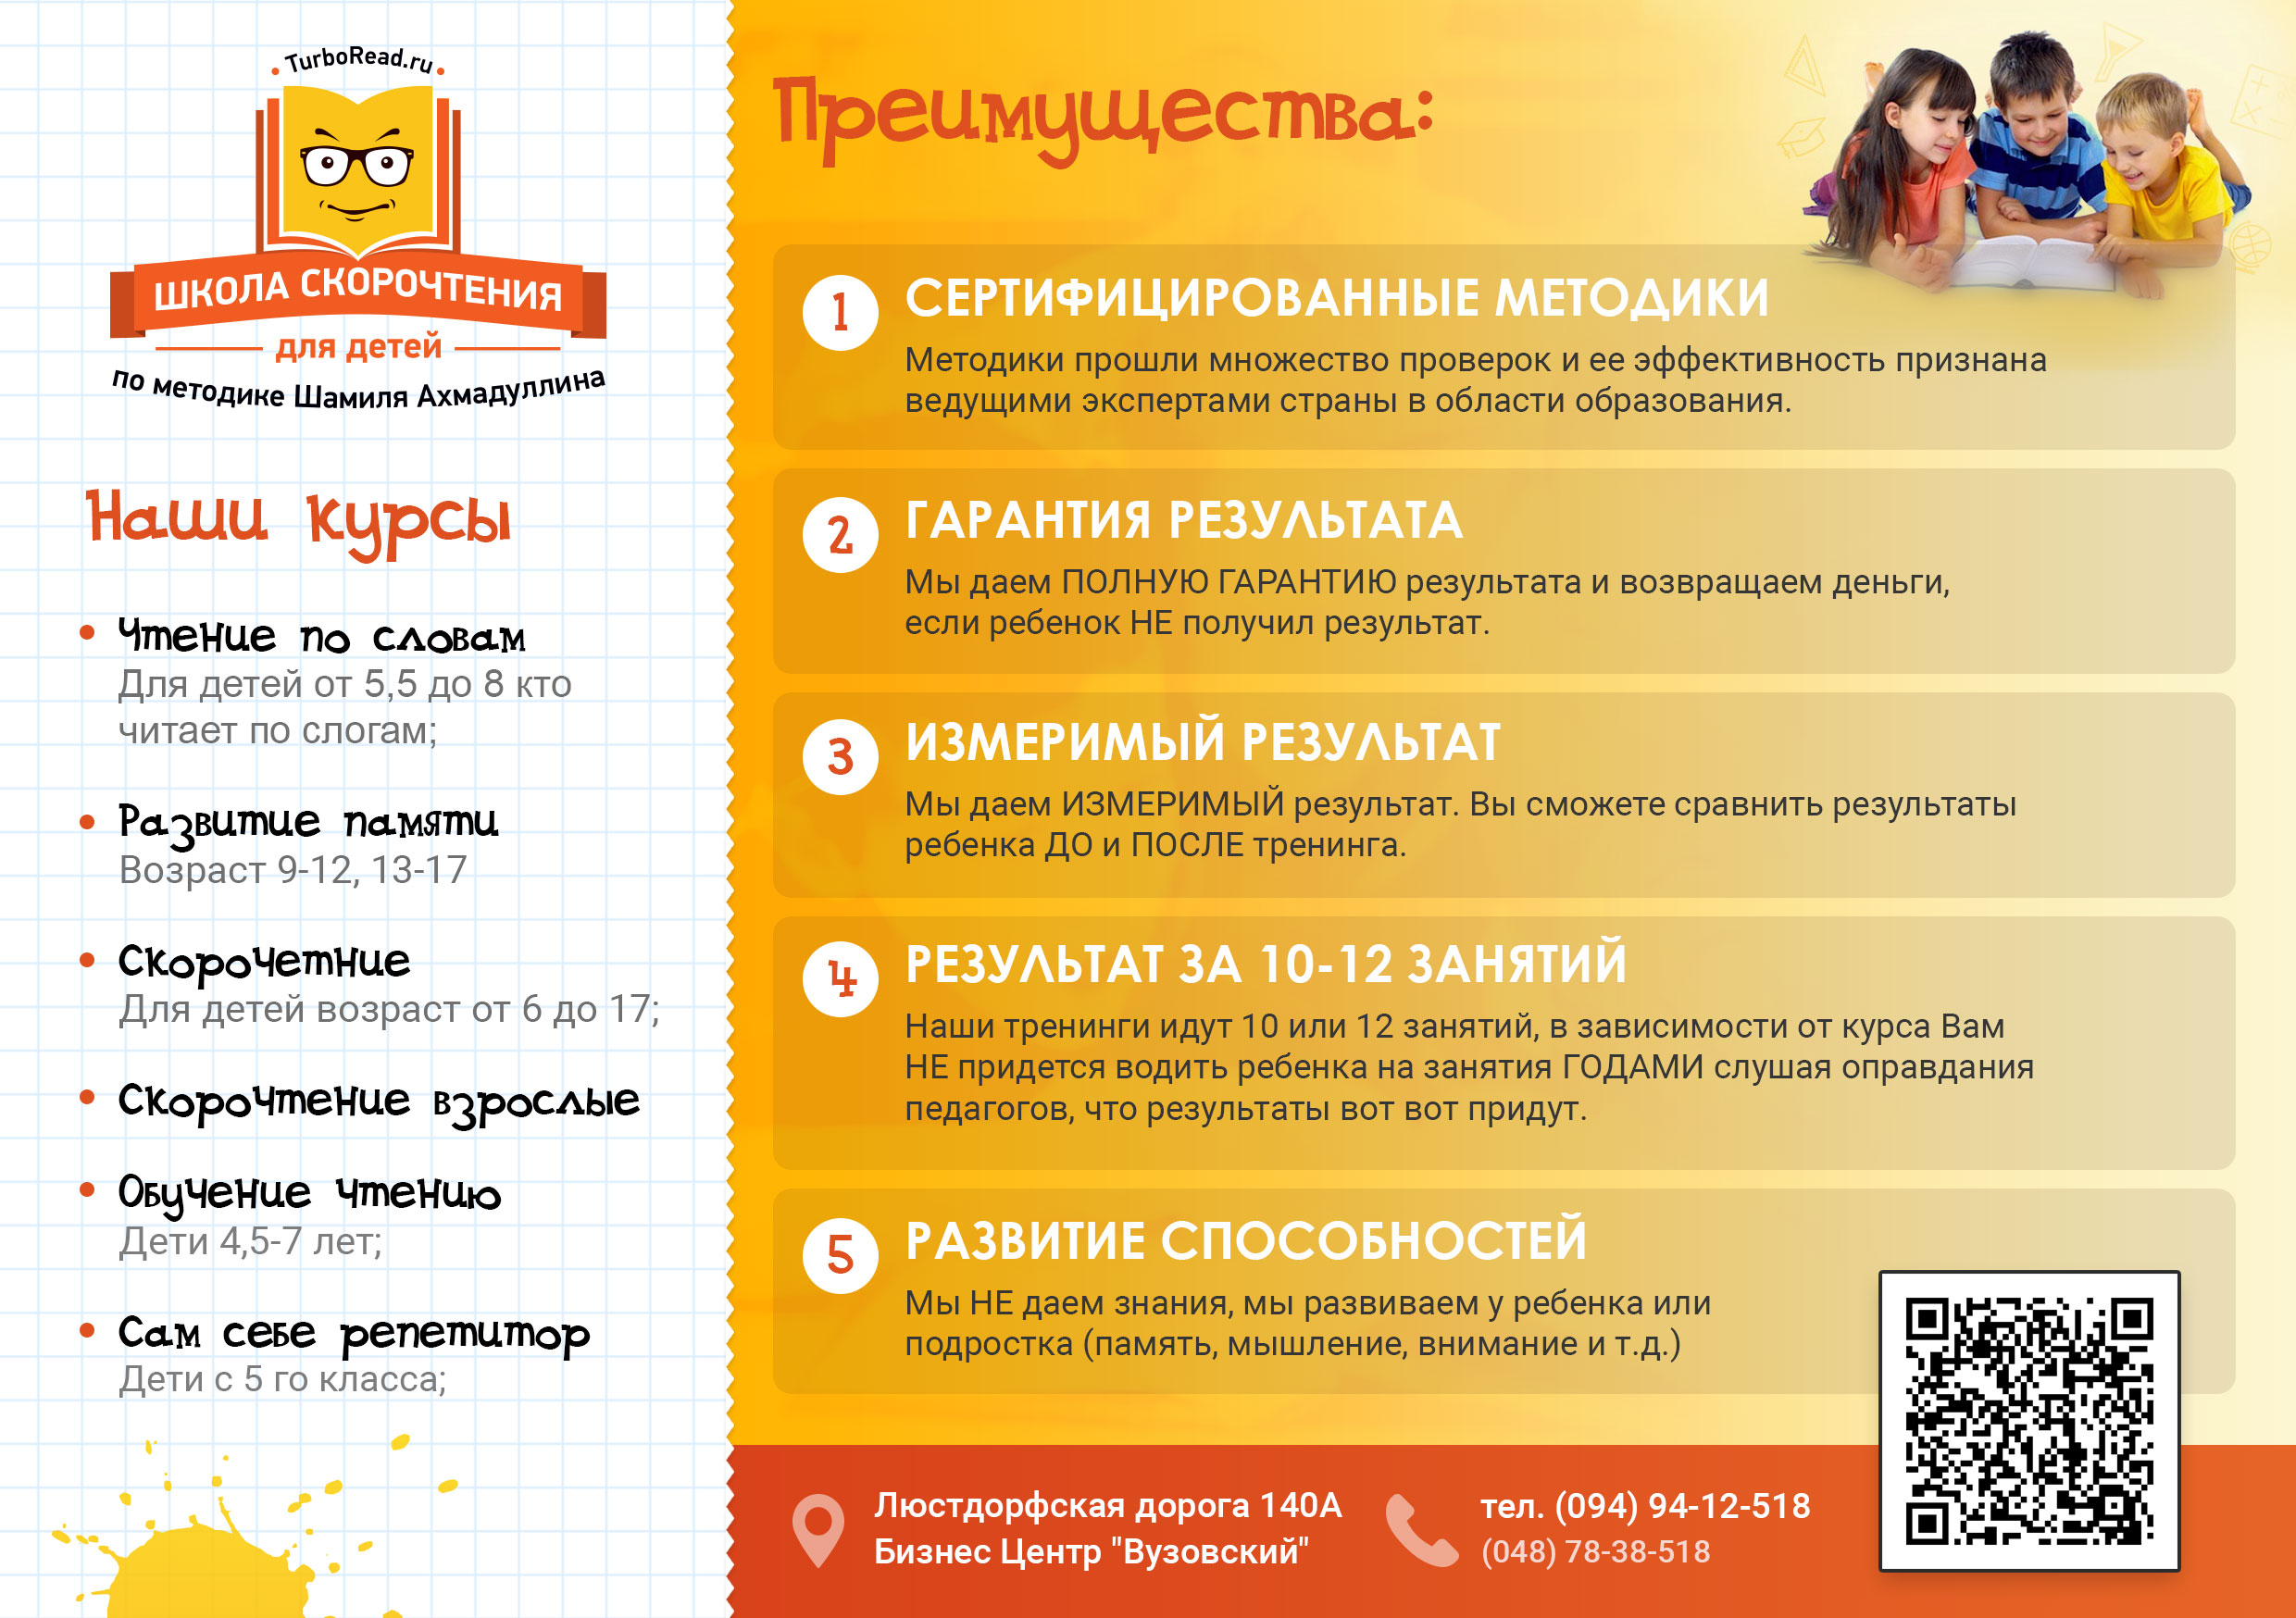 TurboRead.ru
ШКОЛА СКОРОЧТЕНИЯ
для детей
по методике Шамиля Ахмадуллина
Наши курсы
Чтение по словам
Для детей от 5,5 до 8 кто
читает по слогам;
Развитие памяти
Возраст 9-12, 13-17
Скорочетние
Для детей возраст от 6 до 17;
Скорочтение взрослые
Обучение чтению
Дети 4,5-7 лет;
Сам себе репетитор
Дети с 5 го класса;
Преимущества:
1
СЕРТИФИЦИРОВАННЫЕ МЕТОДИКИ
Методики прошли множество проверок и ее эффективность признана
ведущими экспертами страны в области образования.
2
ГАРАНТИЯ РЕЗУЛЬТАТА
Мы даем ПОЛНУЮ ГАРАНТИЮ результата и возвращаем деньги,
если ребенок НЕ получил результат.
3
ИЗМЕРИМЫЙ РЕЗУЛЬТАТ
Мы даем ИЗМЕРИМЫЙ результат. Вы сможете сравнить результаты
ребенка ДО и ПОСЛЕ тренинга.
4
РЕЗУЛЬТАТ ЗА 10-12 ЗАНЯТИЙ
Наши тренинги идут 10 или 12 занятий, в зависимости от курса Вам
НЕ придется водить ребенка на занятия ГОДАМИ слушая оправдания
педагогов, что результаты вот вот придут.
5
РАЗВИТИЕ СПОСОБНОСТЕЙ
Мы НЕ даем знания, мы развиваем у ребенка или
подростка (память, мышление, внимание и т.д.)
Люстдорфская дорога 140А
Бизнес Центр "Вузовский"
тел. (094) 94-12-518
(048) 78-38-518